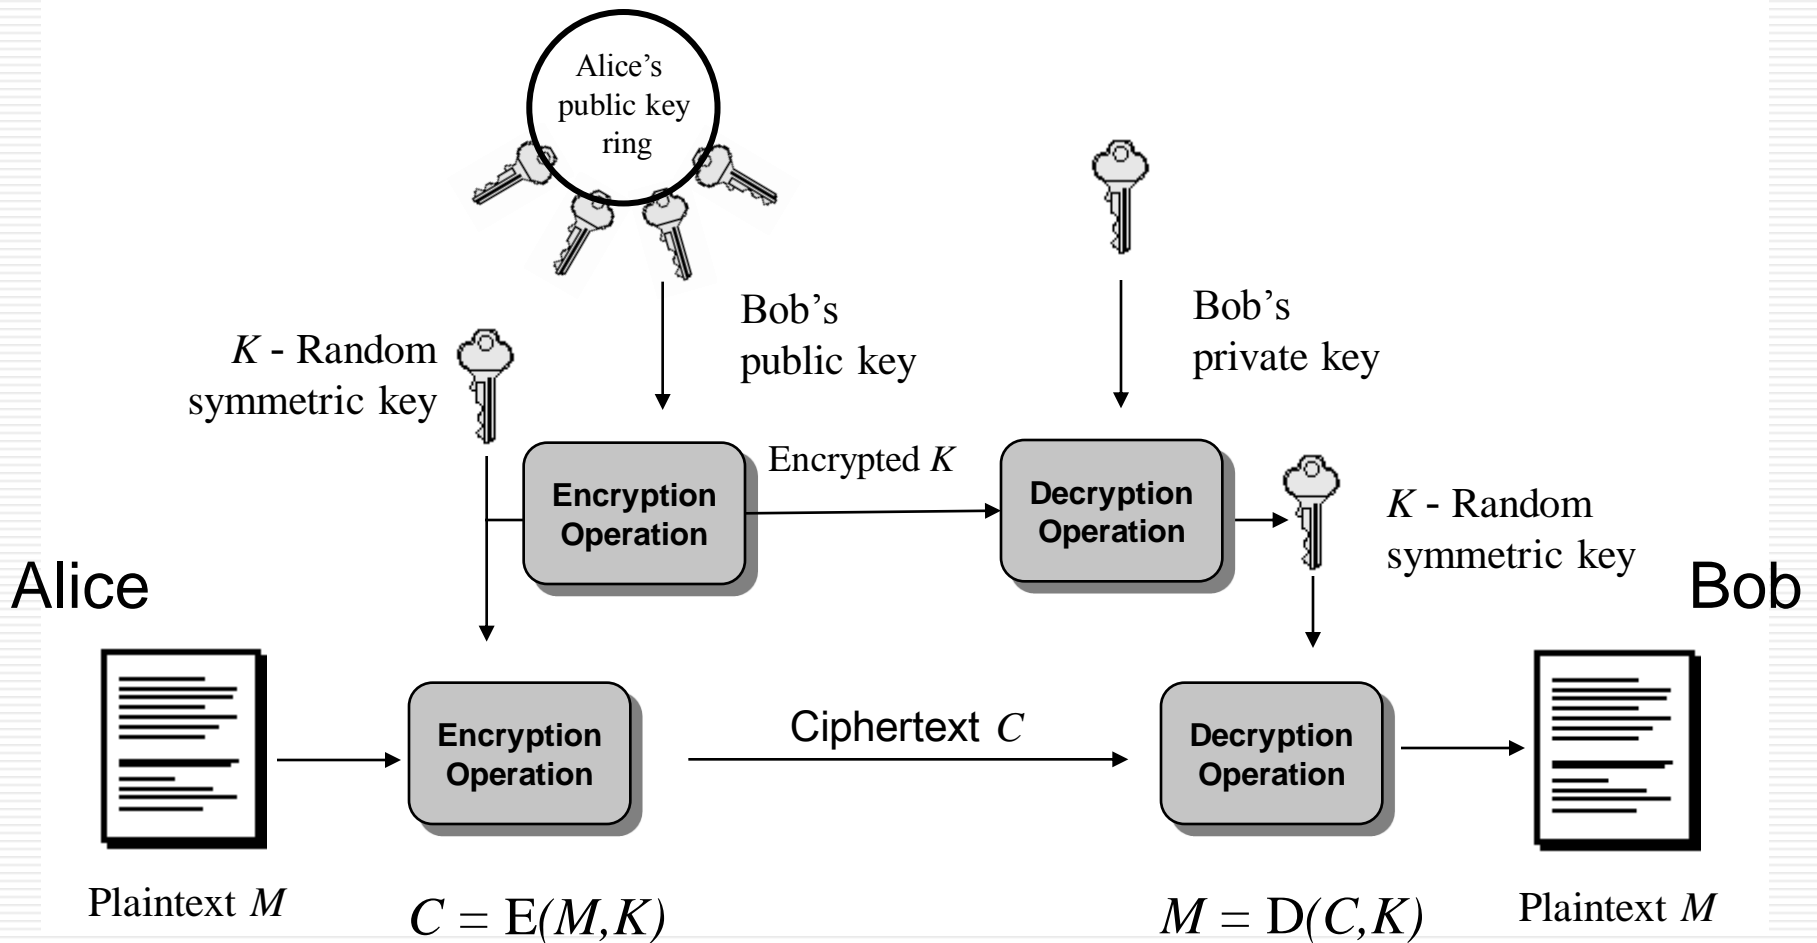 Alice's
public key
ring
Bob's
public key
Bob's
private key
K - Random
symmetric key
Encryption
Operation
Encrypted K
Decryption
Operation
K - Random
symmetric key
Alice
Bob
Encryption
Operation
Ciphertext C
Decryption
Operation
Plaintext M
C = E(M,K)
M = D(C,K)
Plaintext M